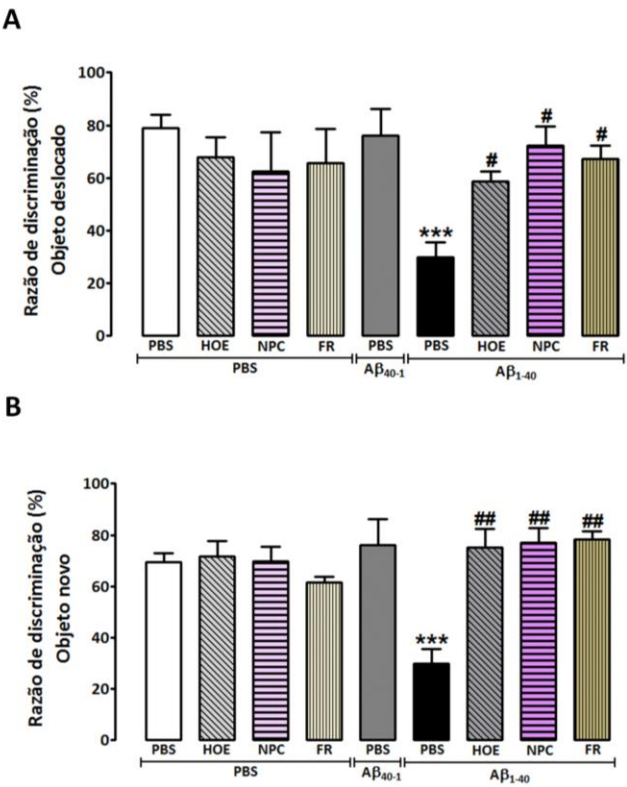 A
Razão de discriminação (%)
Objeto deslocado
100
80
60
40
20
0
***
#
#
#
PBS HOE NPC FR PBS PBS HOE NPC FR
PBS Aβ40-1 Aβ1-40
B
Razão de discriminação (%)
Objeto novo
100
80
60
40
20
0
***
##
##
##
PBS HOE NPC FR PBS PBS HOE NPC FR
PBS Aβ40-1 Aβ1-40